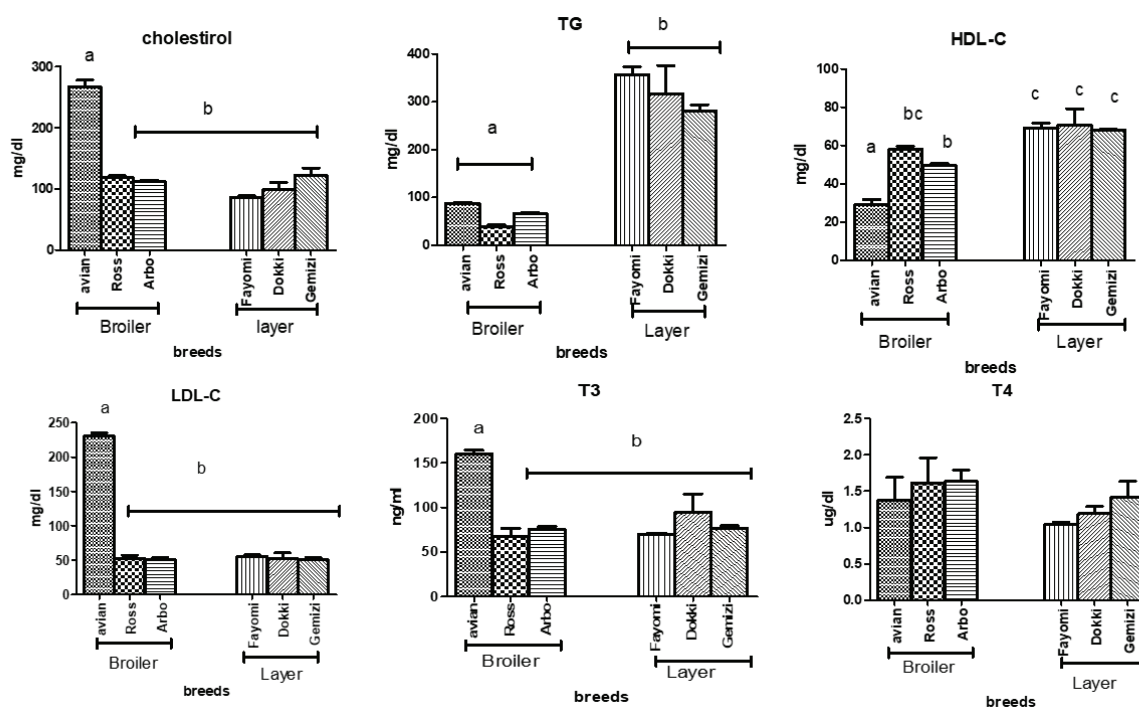 cholestirol
a
b
300
200
100
0
mg/dl
avian
Ross
Arbo
Fayomi
Dokki
Gemizi
Broiler
layer
breeds
TG
a
b
400
300
200
100
0
mg/dl
avian
Ross
Arbo
Fayomi
Dokki
Gemizi
Broiler
Layer
breeds
HDL-C
a
bc
b
c
c
c
100
80
60
40
20
0
mg/dl
avian
Ross
Arbo
Fayomi
Dokki
Gemizi
Broiler
Layer
breeds
LDL-C
a
b
250
200
150
100
50
0
mg/dl
avian
Ross
Arbo
Fayomi
Dokki
Gemizi
Broiler
Layer
breeds
T3
a
b
200
150
100
50
0
ng/ml
avian
Ross
Arbo
Fayomi
Dokki
Gemizi
Broiler
Layer
breeds
T4
2.5
2.0
1.5
1.0
0.5
0.0
ug/dl
avian
Ross
Arbo
Fayomi
Dokki
Gemizi
Broiler
Layer
breeds